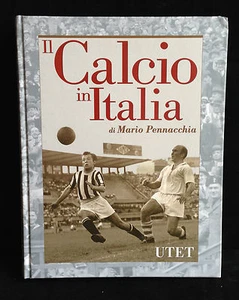 Il Calcio
in Italia
di Mario Pennacchia
UTET